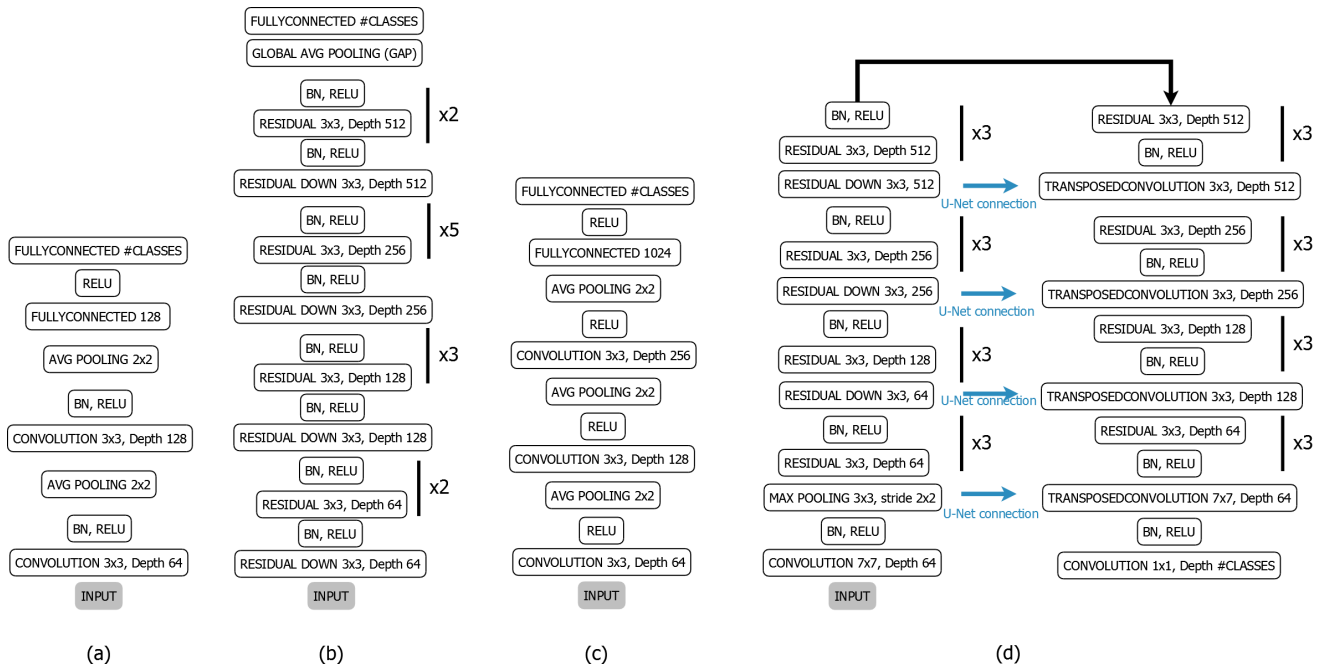 FULLYCONNECTED #CLASSES
RELU
FULLYCONNECTED 128
AVG POOLING 2x2
BN, RELU
CONVOLUTION 3x3, Depth 128
AVG POOLING 2x2
BN, RELU
CONVOLUTION 3x3, Depth 64
INPUT
(a)
FULLYCONNECTED #CLASSES
GLOBAL AVG POOLING (GAP)
BN, RELU
RESIDUAL 3x3, Depth 512
x2
BN, RELU
RESIDUAL DOWN 3x3, Depth 512
BN, RELU
RESIDUAL 3x3, Depth 256
x5
BN, RELU
RESIDUAL DOWN 3x3, Depth 256
BN, RELU
RESIDUAL 3x3, Depth 128
x3
BN, RELU
RESIDUAL DOWN 3x3, Depth 128
BN, RELU
RESIDUAL 3x3, Depth 64
x2
BN, RELU
RESIDUAL DOWN 3x3, Depth 64
INPUT
(b)
FULLYCONNECTED #CLASSES
RELU
FULLYCONNECTED 1024
AVG POOLING 2x2
RELU
CONVOLUTION 3x3, Depth 256
AVG POOLING 2x2
RELU
CONVOLUTION 3x3, Depth 128
AVG POOLING 2x2
RELU
CONVOLUTION 3x3, Depth 64
INPUT
(c)
BN, RELU
RESIDUAL 3x3, Depth 512
x3
RESIDUAL DOWN 3x3, 512
U-Net connection
BN, RELU
RESIDUAL 3x3, Depth 256
x3
RESIDUAL DOWN 3x3, 256
U-Net connection
BN, RELU
RESIDUAL 3x3, Depth 128
x3
RESIDUAL DOWN 3x3, 64
U-Net connection
BN, RELU
RESIDUAL 3x3, Depth 64
x3
MAX POOLING 3x3, stride 2x2
U-Net connection
BN, RELU
CONVOLUTION 7x7, Depth 64
INPUT
RESIDUAL 3x3, Depth 512
BN, RELU
x3
TRANSPOSEDCONVOLUTION 3x3, Depth 512
RESIDUAL 3x3, Depth 256
BN, RELU
x3
TRANSPOSEDCONVOLUTION 3x3, Depth 256
RESIDUAL 3x3, Depth 128
BN, RELU
x3
TRANSPOSEDCONVOLUTION 3x3, Depth 128
RESIDUAL 3x3, Depth 64
BN, RELU
x3
TRANSPOSEDCONVOLUTION 7x7, Depth 64
BN, RELU
CONVOLUTION 1x1, Depth #CLASSES
(d)